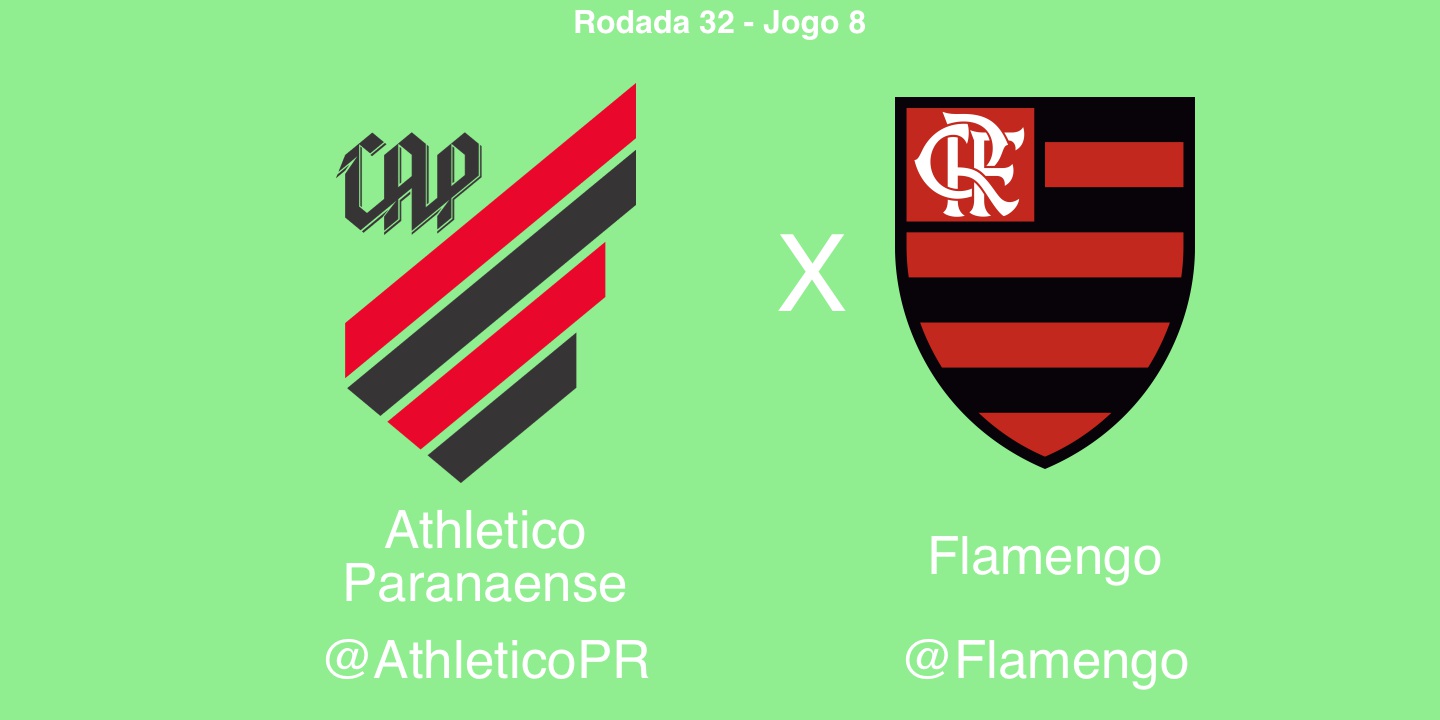 Rodada 32 - Jogo 8
CAP
CRF
X
Athletico
Paranaense
Flamengo
@AthleticoPR
@Flamengo